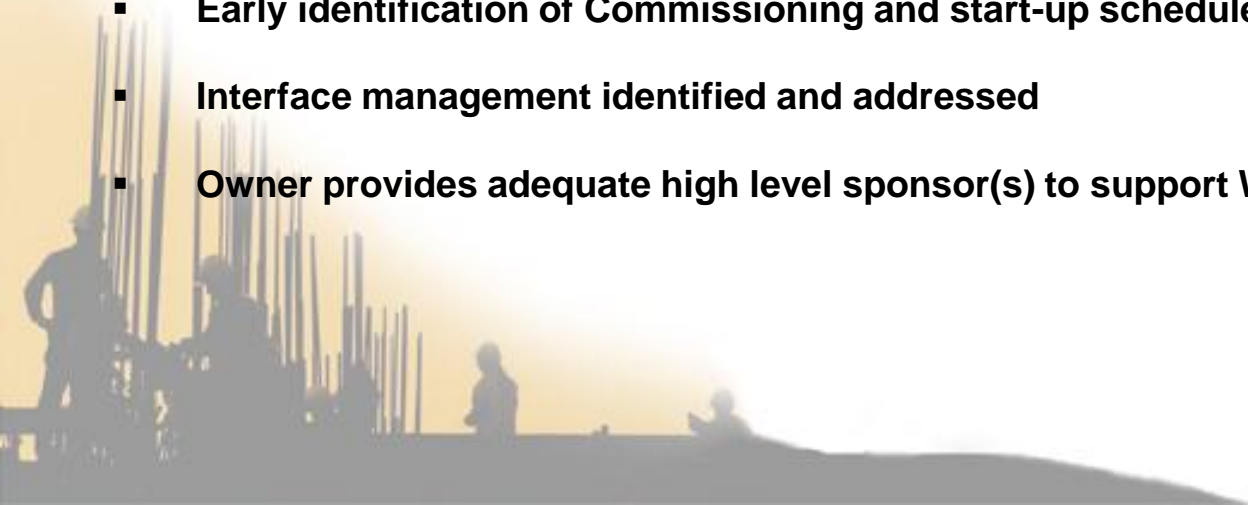 ▪ Early identification of Commissioning and start-up schedule
▪ Interface management identified and addressed
▪ Owner provides adequate high level sponsor(s) to support